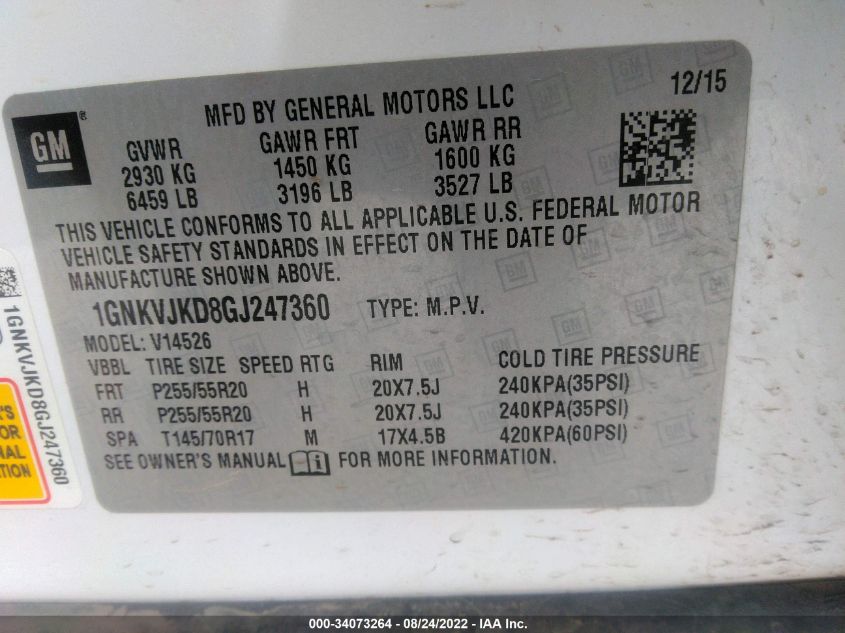 12/15
MFD BY GENERAL MOTORS LLC
GM®
GVWR GAWR FRT GAWR RR
2930 KG 1450 KG 1600 KG
6459 LB 3196 LB 3527 LB
THIS VEHICLE CONFORMS TO ALL APPLICABLE U.S. FEDERAL MOTOR
VEHICLE SAFETY STANDARDS IN EFFECT ON THE DATE OF
MANUFACTURE SHOWN ABOVE.
1GNKVJKD8GJ247360 TYPE: M.P.V.
MODEL: V14526
VBBL TIRE SIZE SPEED RTG RIM COLD TIRE PRESSURE
FRT P255/55R20 H 20X7.5J 240KPA(35PSI)
RR P255/55R20 H 20X7.5J 240KPA(35PSI)
SPA T145/70R17 M 17X4.5B 420KPA(60PSI)
SEE OWNER'S MANUAL FOR MORE INFORMATION.
1GNKVJKD8GJ247360
000-34073264 - 08/24/2022 - IAA Inc.